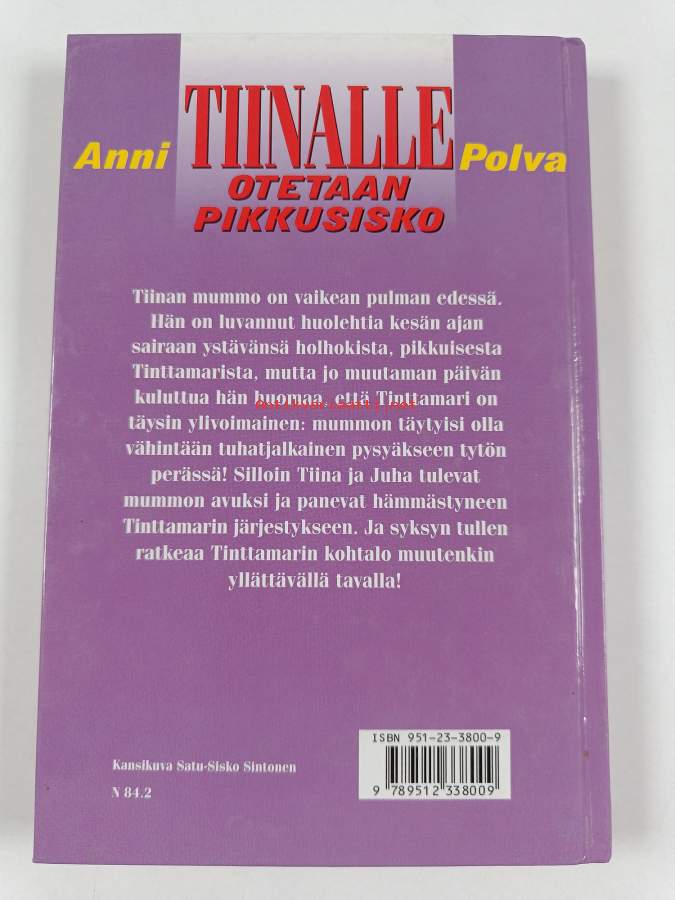 Anni TIINALLE Polva
OTETAAN
PIKKUSISKO
Tiinan mummo on vaikean pulman edessä.
Hän on luvannut huolehtia kesän ajan
sairaan ystävänsä holhokista, pikkuisesta
Tinttamarista, mutta jo muutaman päivän
kuluttua hän huomaa, että Tinttamari on
täysin ylivoimainen: mummon täytyisi olla
vähintään tuhatjalkainen pysyäkseen tytön
perässä! Silloin Tiina ja Juha tulevat
mummon avuksi ja panevat hämmästyneen
Tinttamarin järjestykseen. Ja syksyn tullen
ratkeaa Tinttamarin kohtalo muutenkin
yllättävällä tavalla!
ISBN 951-23-3800-9
Kansikuva Satu-Sisko Sintonen
N 84.2
9 789512 338009